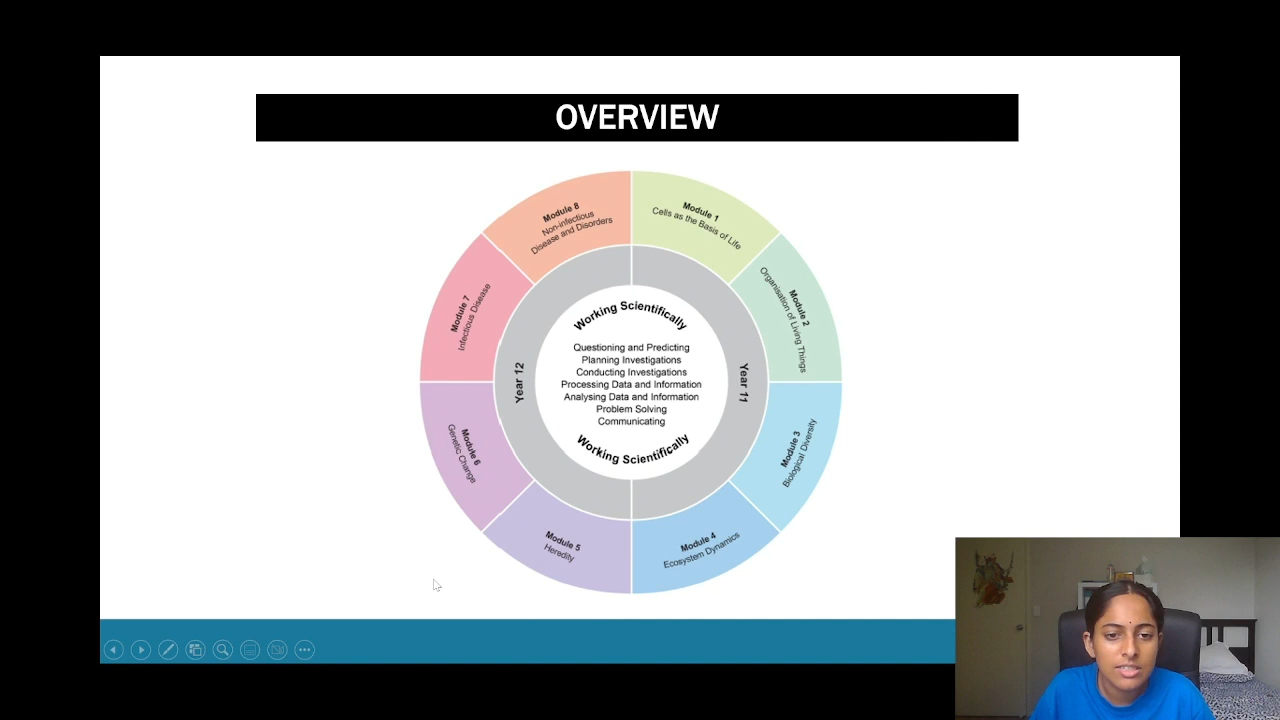 OVERVIEW
Module 8
Non-infectious
Disease and Disorders
Module 1
Cells as the Basis of Life
Module 7
Infectious Disease
Module 2
Organisation of Living Things
Working Scientifically
Questioning and Predicting
Planning Investigations
Conducting Investigations
Processing Data and Information
Analysing Data and Information
Problem Solving
Communicating
Working Scientifically
Year 12
Year 11
Module 6
Genetic Change
Module 3
Biological Diversity
Module 5
Heredity
Module 4
Ecosystem Dynamics